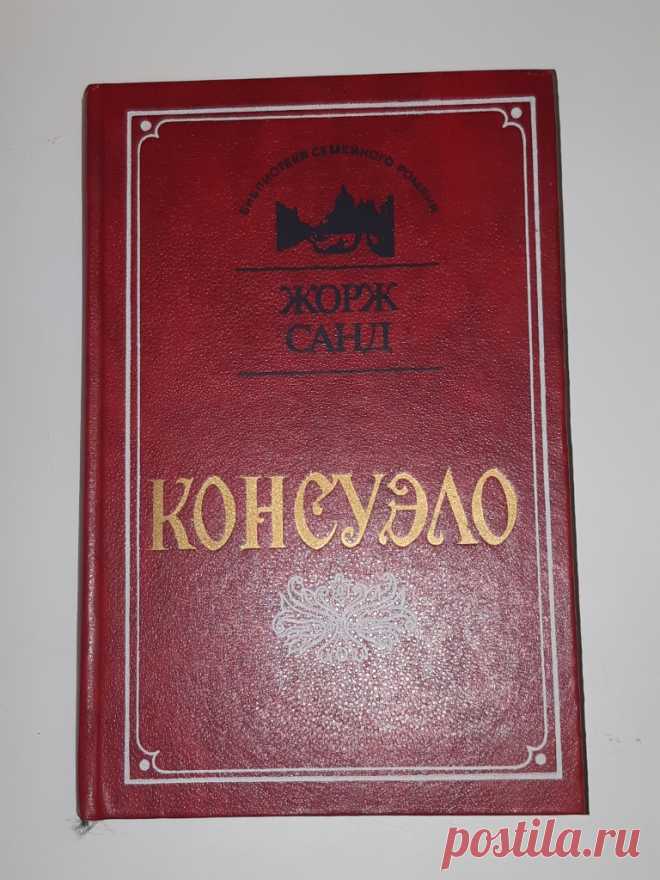 БИБЛИОТЕКА СЕМЕЙНОГО РОМАНА
ЖОРЖ
САНД
КОНСУЭЛО
postila.ru